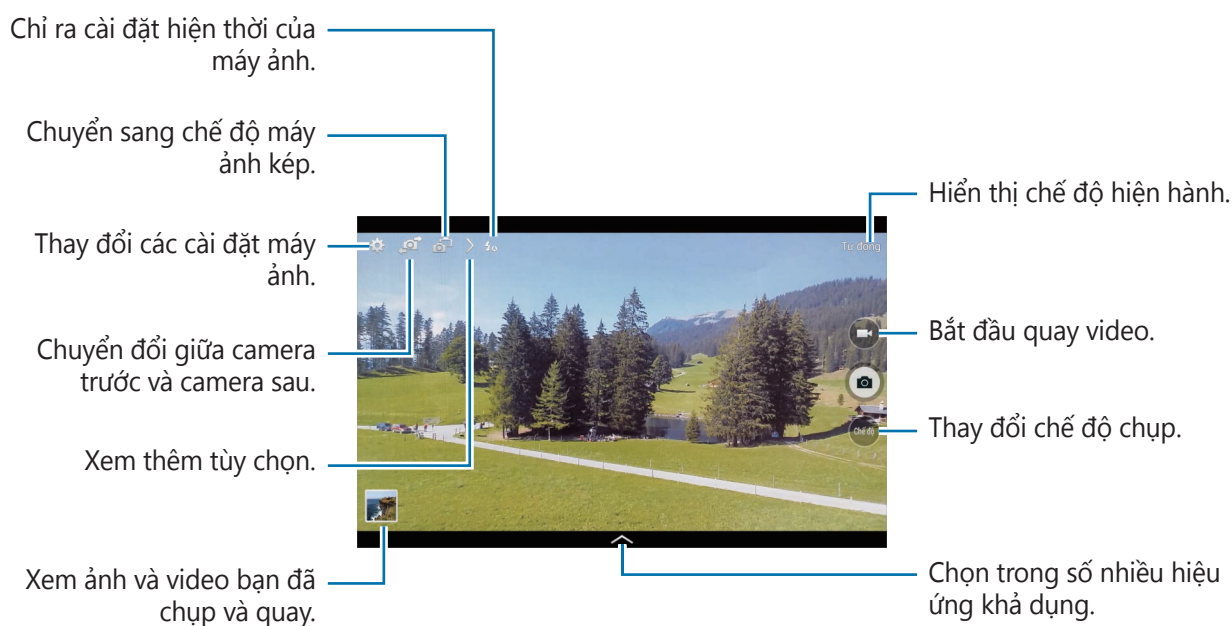 Chỉ ra cài đặt hiện thời của
máy ảnh.
Chuyển sang chế độ máy
ảnh kép.
Thay đổi các cài đặt máy
ảnh.
Chuyển đổi giữa camera
trước và camera sau.
Xem thêm tùy chọn.
Xem ảnh và video bạn đã
chụp và quay.
Tự động
Chế độ
Hiển thị chế độ hiện hành.
Bắt đầu quay video.
Thay đổi chế độ chụp.
Chọn trong số nhiều hiệu
ứng khả dụng.